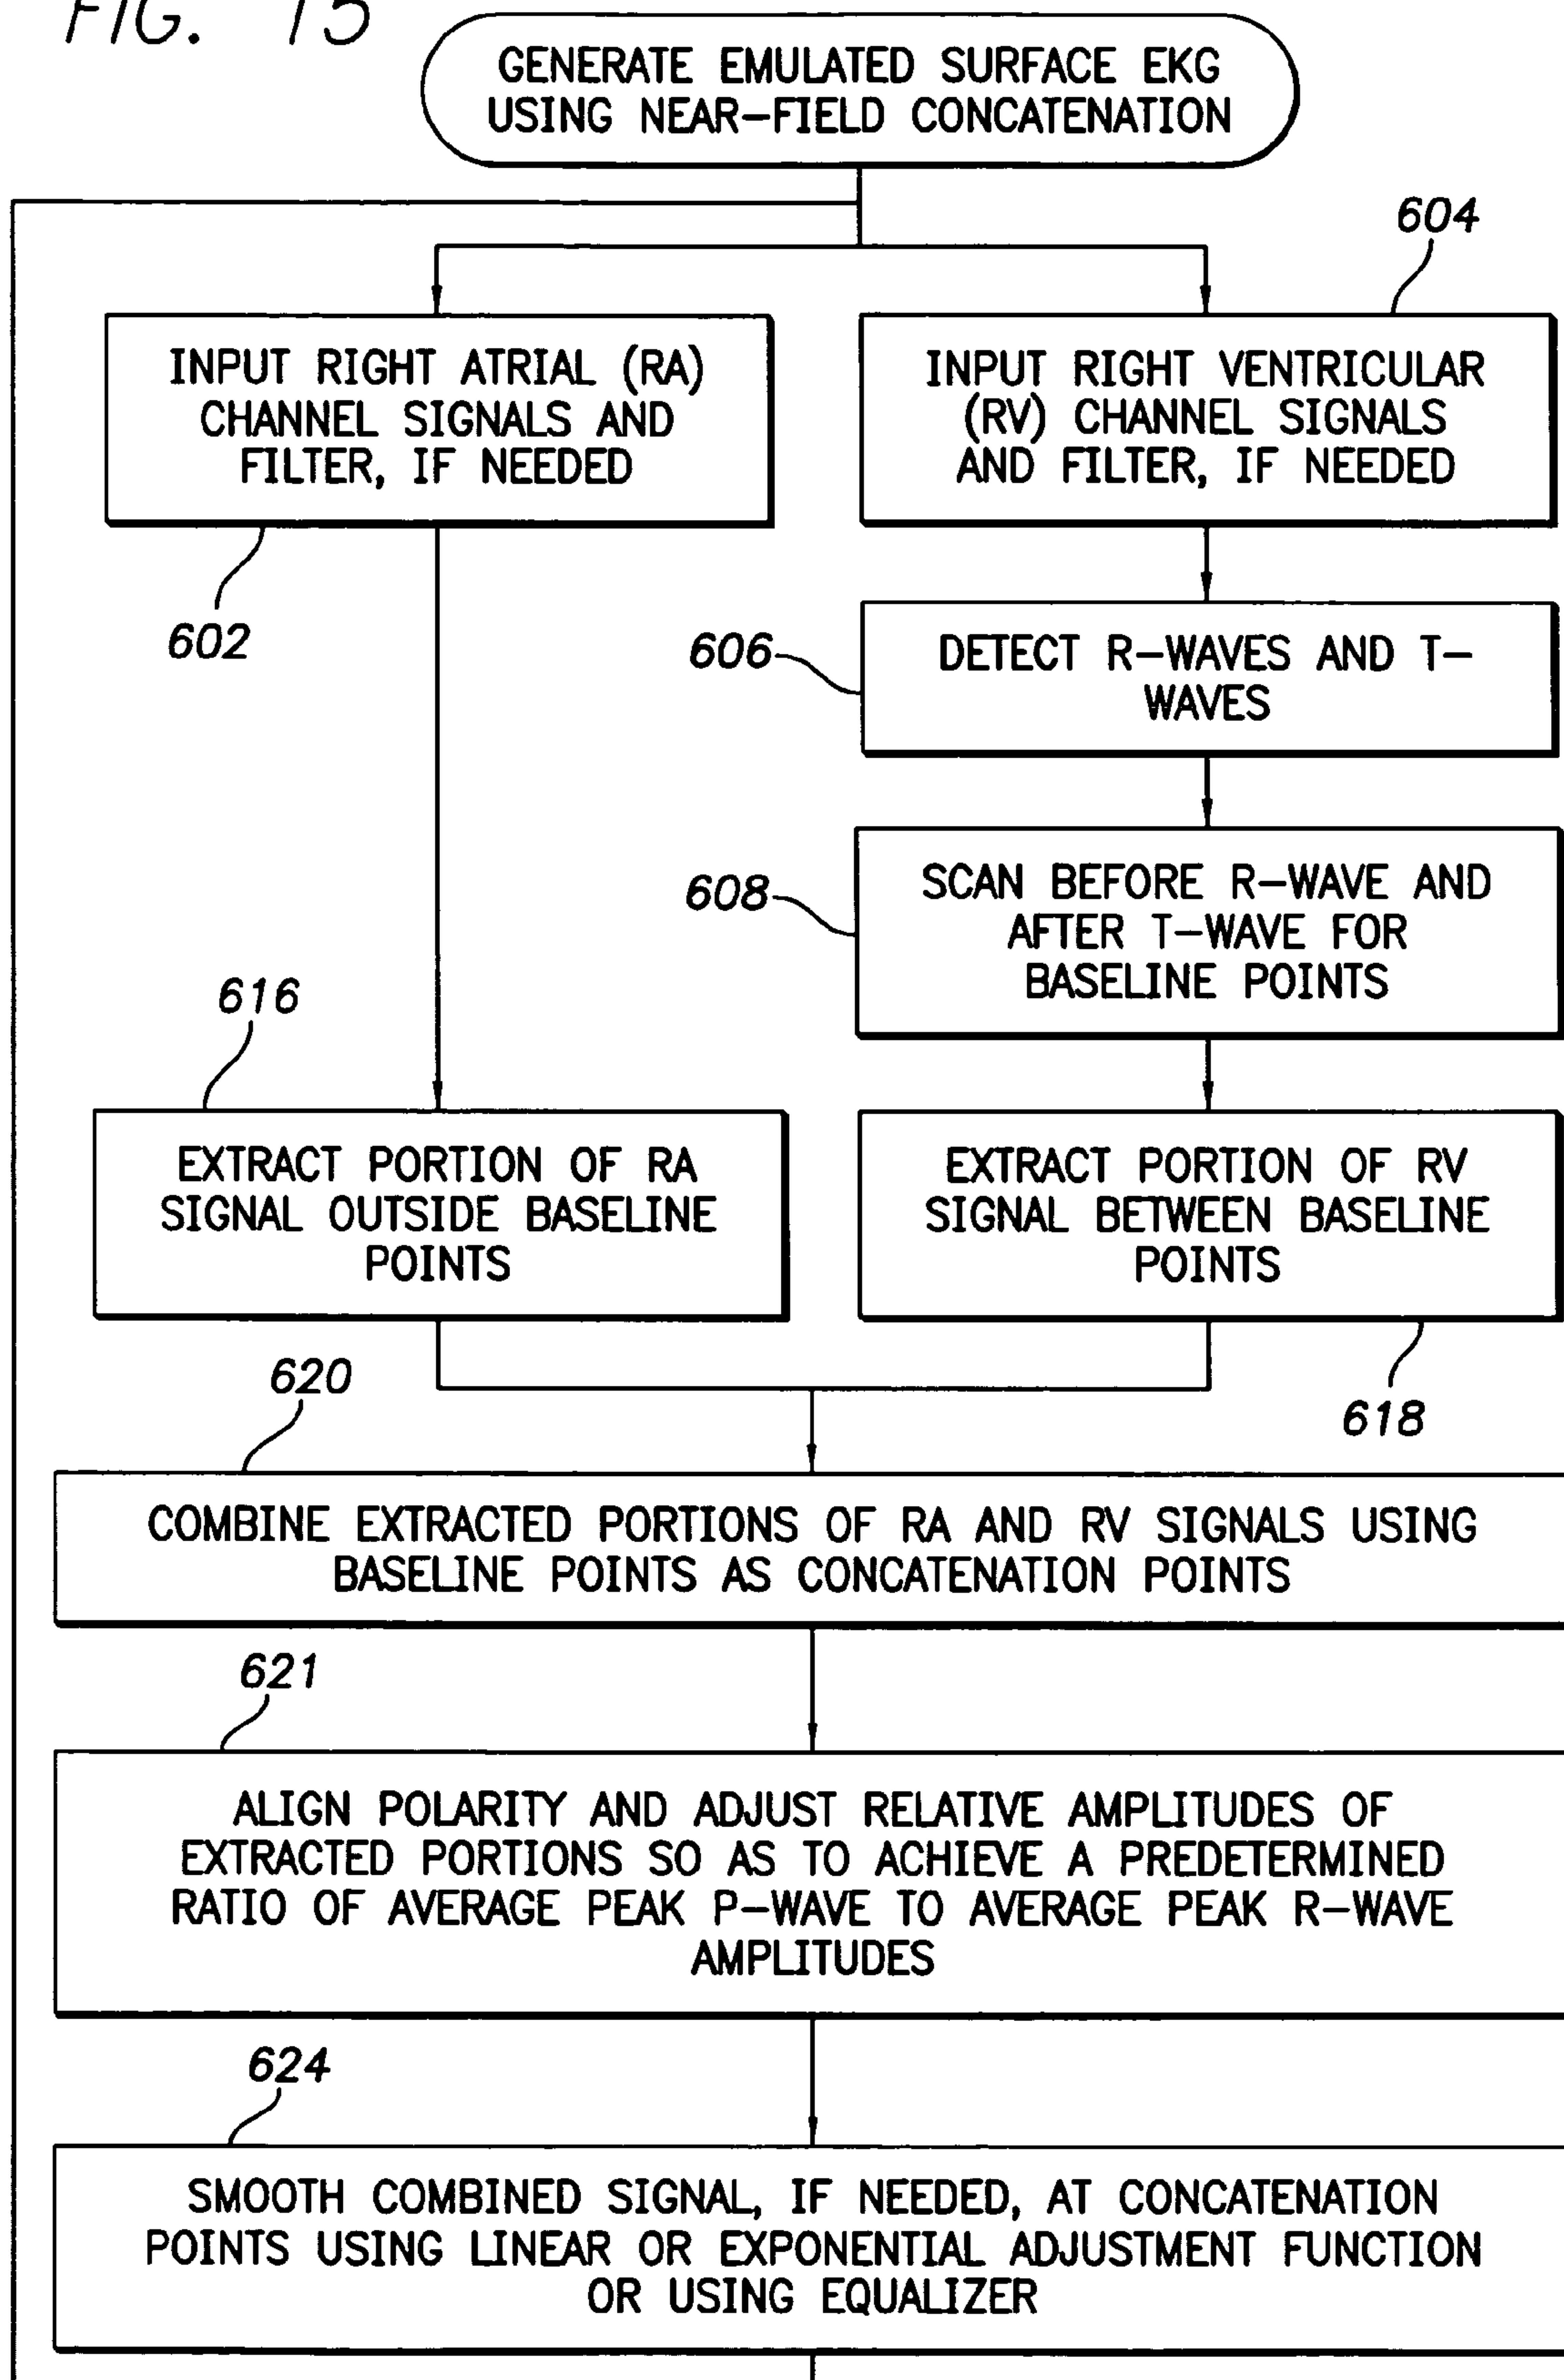 FIG. 15
GENERATE EMULATED SURFACE EKG
USING NEAR-FIELD CONCATENATION
604
INPUT RIGHT ATRIAL (RA)
CHANNEL SIGNALS AND
FILTER, IF NEEDED
INPUT RIGHT VENTRICULAR
(RV) CHANNEL SIGNALS
AND FILTER, IF NEEDED
602
606
DETECT R-WAVES AND T-
WAVES
608
SCAN BEFORE R-WAVE AND
AFTER T-WAVE FOR
BASELINE POINTS
616
EXTRACT PORTION OF RA
SIGNAL OUTSIDE BASELINE
POINTS
EXTRACT PORTION OF RV
SIGNAL BETWEEN BASELINE
POINTS
620
618
COMBINE EXTRACTED PORTIONS OF RA AND RV SIGNALS USING
BASELINE POINTS AS CONCATENATION POINTS
621
ALIGN POLARITY AND ADJUST RELATIVE AMPLITUDES OF
EXTRACTED PORTIONS SO AS TO ACHIEVE A PREDETERMINED
RATIO OF AVERAGE PEAK P-WAVE TO AVERAGE PEAK R-WAVE
AMPLITUDES
624
SMOOTH COMBINED SIGNAL, IF NEEDED, AT CONCATENATION
POINTS USING LINEAR OR EXPONENTIAL ADJUSTMENT FUNCTION
OR USING EQUALIZER